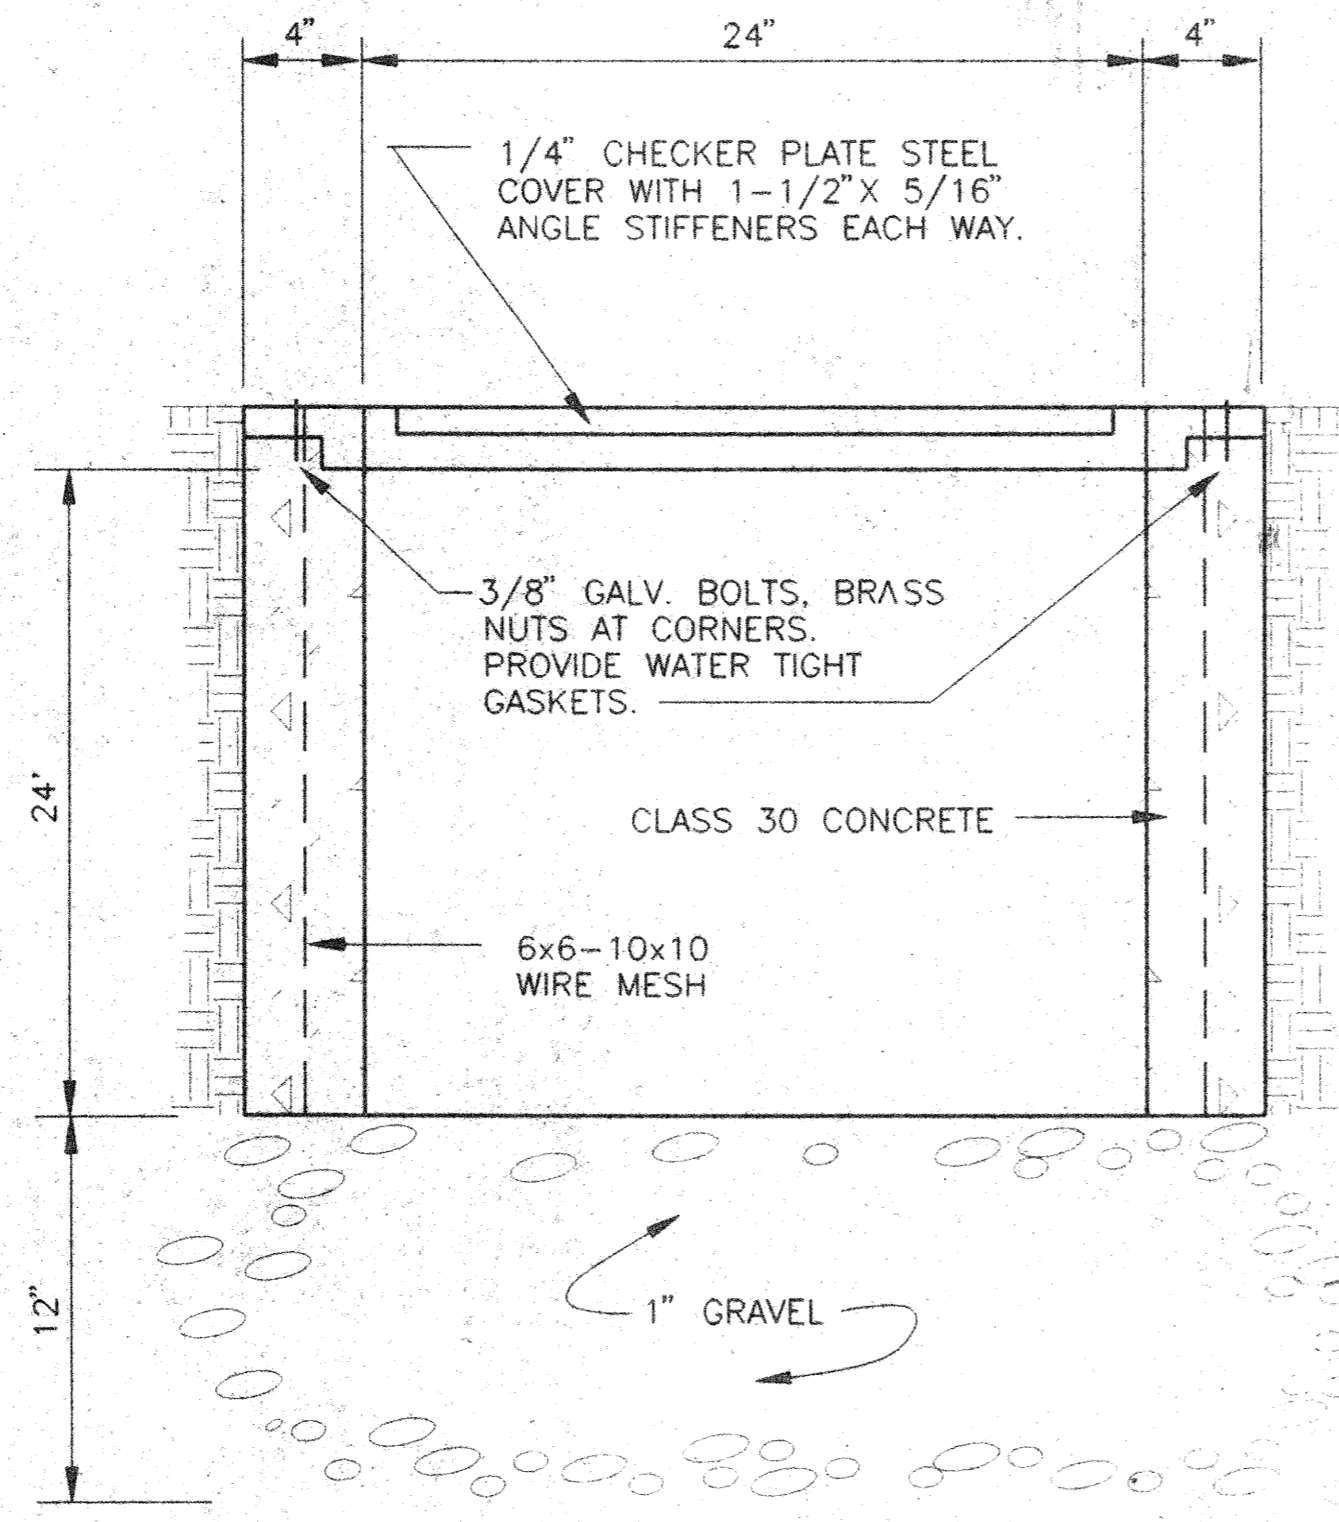 4" 24" 4"
1/4" CHECKER PLATE STEEL
COVER WITH 1-1/2"X 5/16"
ANGLE STIFFENERS EACH WAY.
3/8" GALV. BOLTS, BRASS
NUTS AT CORNERS.
PROVIDE WATER TIGHT
GASKETS.
24'
CLASS 30 CONCRETE
6x6-10x10
WIRE MESH
12"
1" GRAVEL